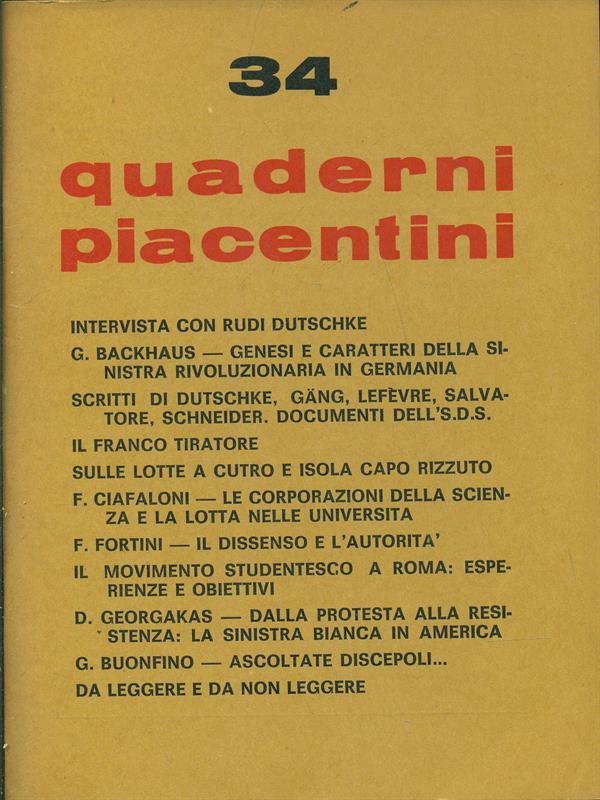 34
quaderni
piacentini
INTERVISTA CON RUDI DUTSCHKE
G. BACKHAUS — GENESI E CARATTERI DELLA SI-
NISTRA RIVOLUZIONARIA IN GERMANIA
SCRITTI DI DUTSCHKE, GÄNG, LEFÈVRE, SALVA-
TORE, SCHNEIDER. DOCUMENTI DELL'S.D.S.
IL FRANCO TIRATORE
SULLE LOTTE A CUTRO E ISOLA CAPO RIZZUTO
F. CIAFALONI — LE CORPORAZIONI DELLA SCIEN-
ZA E LA LOTTA NELLE UNIVERSITA
F. FORTINI — IL DISSENSO E L'AUTORITA'
IL MOVIMENTO STUDENTESCO A ROMA: ESPE-
RIENZE E OBIETTIVI
D. GEORGAKAS — DALLA PROTESTA ALLA RESI-
STENZA: LA SINISTRA BIANCA IN AMERICA
G. BUONFINO — ASCOLTATE DISCEPOLI...
DA LEGGERE E DA NON LEGGERE